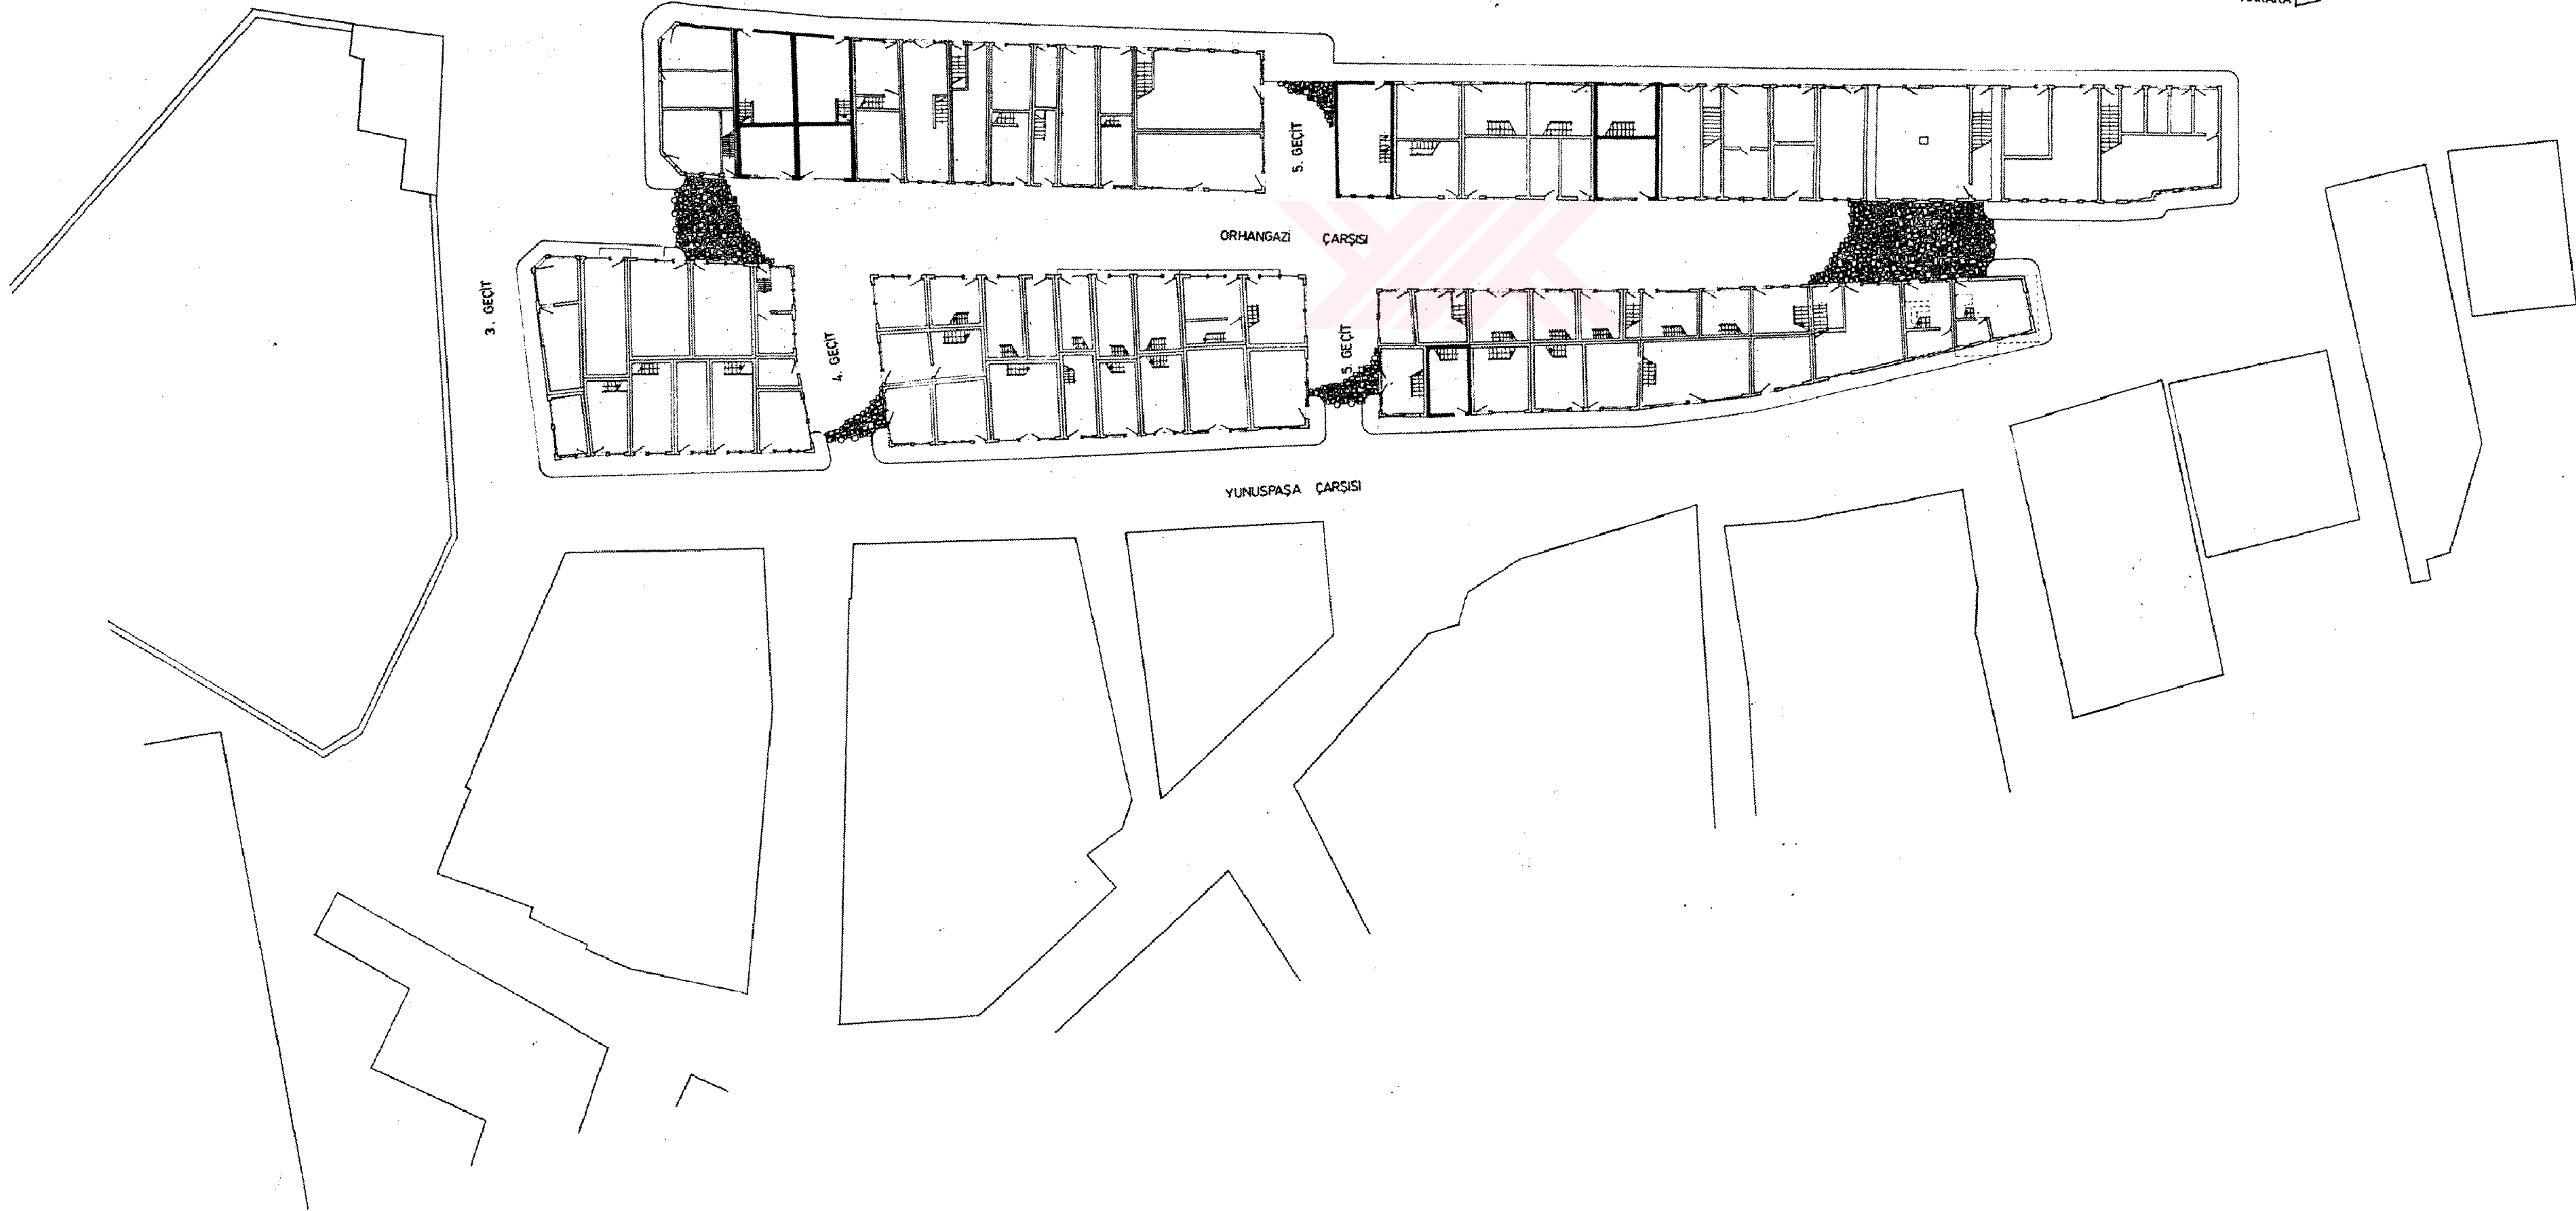 5. GEÇİT
ORHANGAZİ ÇARŞISI
3. GEÇİT
4. GEÇİT
5. GEÇİT
YUNUSPAŞA ÇARŞISI